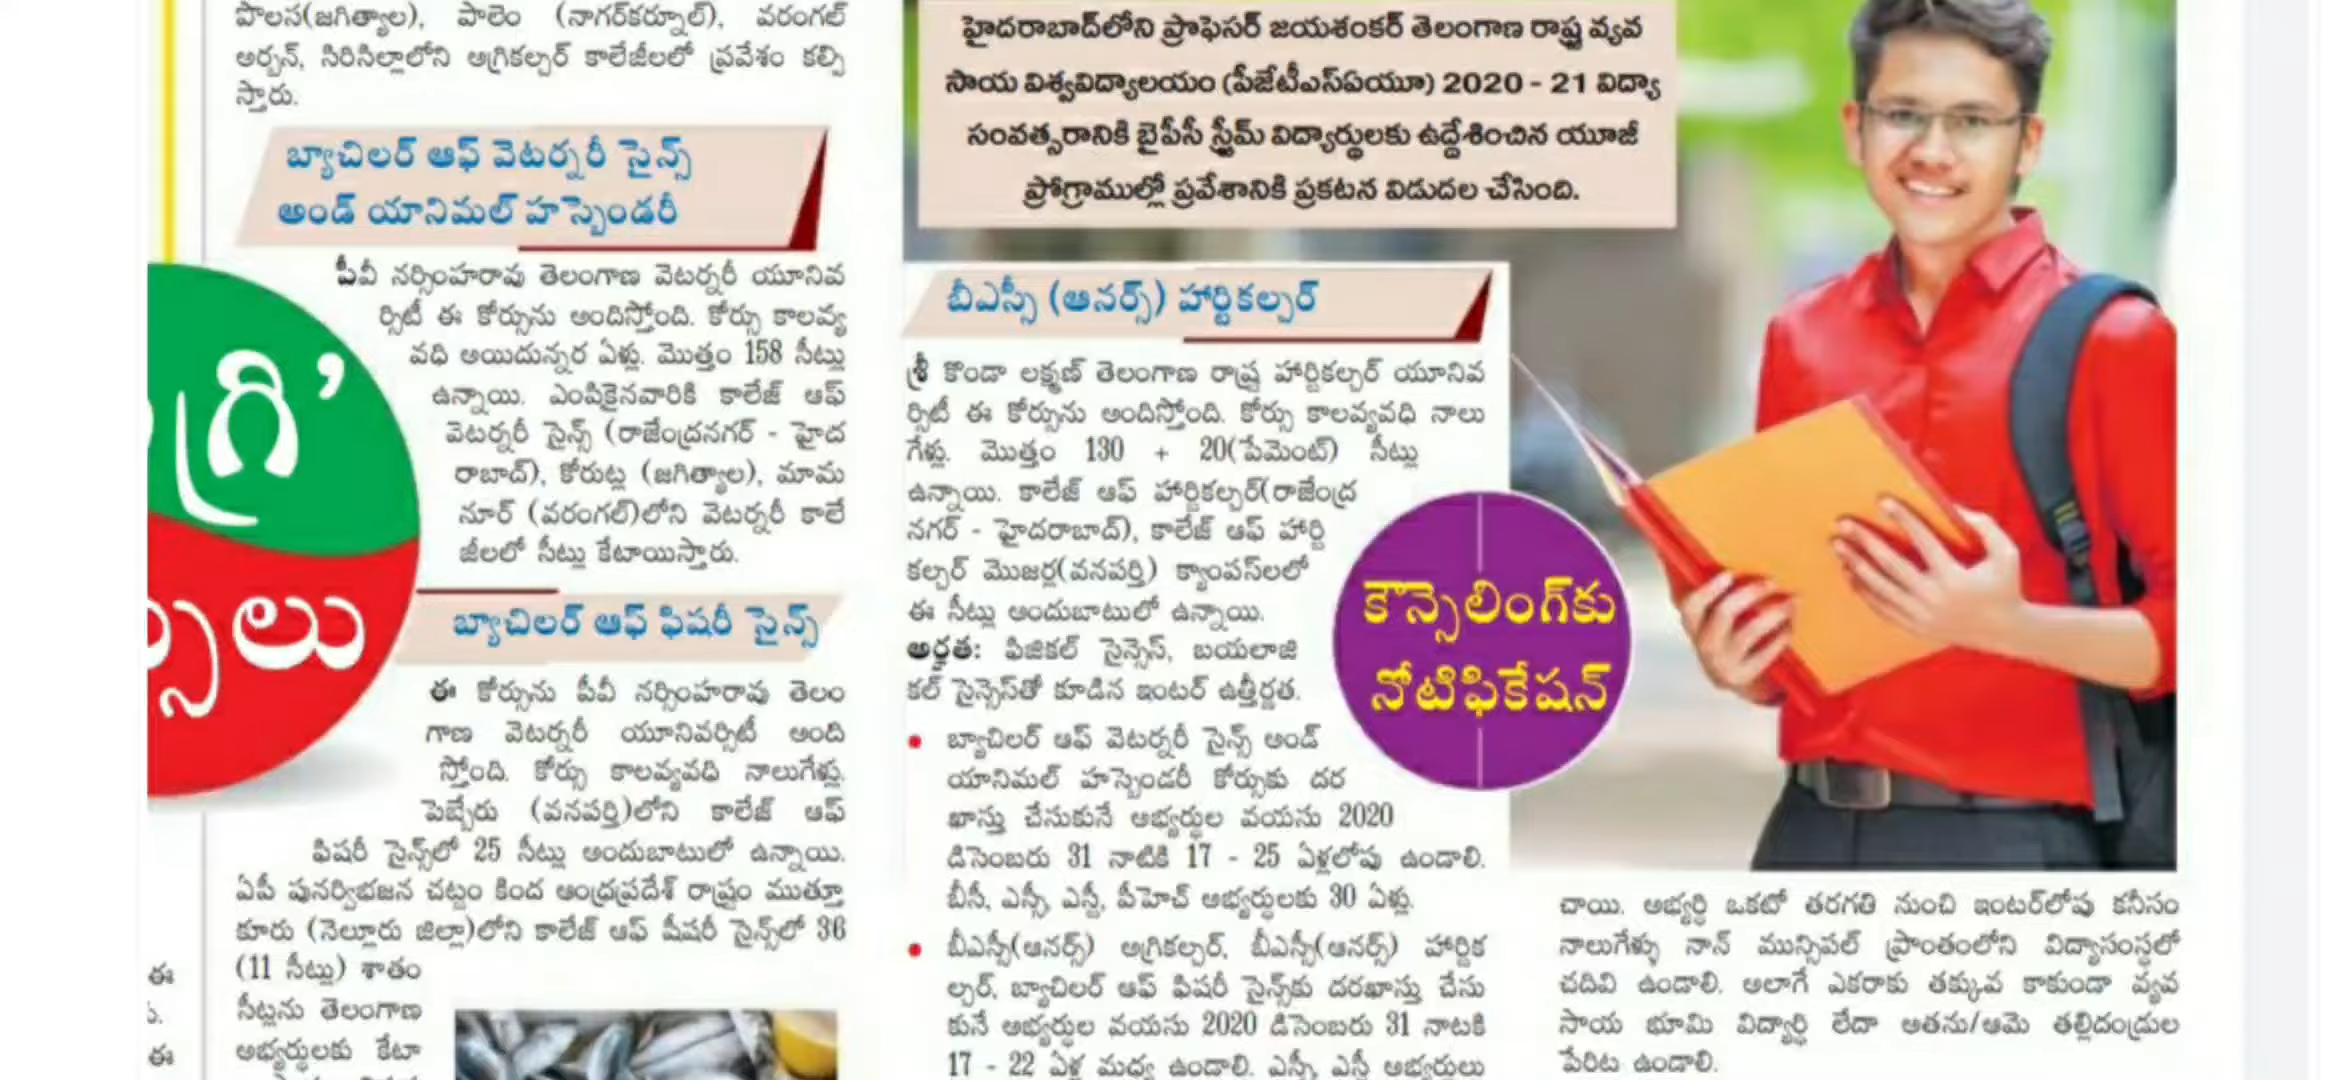 పొలస(జగిత్యాల), పాలెం (నాగర్‌కర్నూల్), వరంగల్
అర్బన్, సిరిసిల్లాలోని అగ్రికల్చర్ కాలేజీలలో ప్రవేశం కల్పి
స్తారు.
బ్యాచిలర్ ఆఫ్ వెటర్నరీ సైన్స్
అండ్ యానిమల్ హస్బెండరీ
పీవీ నర్సింహరావు తెలంగాణ వెటర్నరీ యూనివ
ర్సిటీ ఈ కోర్సును అందిస్తోంది. కోర్సు కాలవ్య
వధి అయిదున్నర ఏళ్లు. మొత్తం 158 సీట్లు
ఉన్నాయి. ఎంపికైనవారికి కాలేజ్ ఆఫ్
వెటర్నరీ సైన్స్ (రాజేంద్రనగర్ - హైద
రాబాద్), కోరుట్ల (జగిత్యాల), మామ
నూర్ (వరంగల్)లోని వెటర్నరీ కాలే
జీలలో సీట్లు కేటాయిస్తారు.
గ్రి’
్సులు
బ్యాచిలర్ ఆఫ్ ఫిషరీ సైన్స్
ఈ కోర్సును పీవీ నర్సింహరావు తెలం
గాణ వెటర్నరీ యూనివర్సిటీ అంది
స్తోంది. కోర్సు కాలవ్యవధి నాలుగేళ్లు.
పెబ్బేరు (వనపర్తి)లోని కాలేజ్ ఆఫ్
ఫిషరీ సైన్స్‌లో 25 సీట్లు అందుబాటులో ఉన్నాయి.
ఏపీ పునర్విభజన చట్టం కింద ఆంధ్రప్రదేశ్ రాష్ట్రం ముత్తూ
కూరు (నెల్లూరు జిల్లా)లోని కాలేజ్ ఆఫ్ షీషరీ సైన్స్‌లో 36
(11 సీట్లు) శాతం
సీట్లను తెలంగాణ
అభ్యర్థులకు కేటా
ఈ
ఈ
హైదరాబాద్‌లోని ప్రొఫెసర్ జయశంకర్ తెలంగాణ రాష్ట్ర వ్యవ
సాయ విశ్వవిద్యాలయం (పీజేటీఎస్ఏయూ) 2020 - 21 విద్యా
సంవత్సరానికి బైపీసీ స్ట్రీమ్ విద్యార్థులకు ఉద్దేశించిన యూజీ
ప్రోగ్రాముల్లో ప్రవేశానికి ప్రకటన విడుదల చేసింది.
బీఎస్సీ (ఆనర్స్) హార్టికల్చర్
శ్రీ కొండా లక్ష్మణ్ తెలంగాణ రాష్ట్ర హార్టికల్చర్ యూనివ
ర్సిటీ ఈ కోర్సును అందిస్తోంది. కోర్సు కాలవ్యవధి నాలు
గేళ్లు. మొత్తం 130 + 20(పేమెంట్) సీట్లు
ఉన్నాయి. కాలేజ్ ఆఫ్ హార్టికల్చర్(రాజేంద్ర
నగర్ - హైదరాబాద్), కాలేజ్ ఆఫ్ హార్టి
కల్చర్ మొజర్ల(వనపర్తి) క్యాంపస్‌లలో
ఈ సీట్లు అందుబాటులో ఉన్నాయి.
అర్హత: ఫిజికల్ సైన్సెస్, బయలాజి
కల్ సైన్సెస్‌తో కూడిన ఇంటర్ ఉత్తీర్ణత.
• బ్యాచిలర్ ఆఫ్ వెటర్నరీ సైన్స్ అండ్
యానిమల్ హస్బెండరీ కోర్సుకు దర
ఖాస్తు చేసుకునే అభ్యర్థుల వయసు 2020
డిసెంబరు 31 నాటికి 17 - 25 ఏళ్లలోపు ఉండాలి.
బీసీ, ఎస్సీ, ఎస్టీ, పీహెచ్ అభ్యర్థులకు 30 ఏళ్లు.
• బీఎస్సీ(ఆనర్స్) అగ్రికల్చర్, బీఎస్సీ(ఆనర్స్) హార్టిక
ల్చర్, బ్యాచిలర్ ఆఫ్ ఫిషరీ సైన్స్‌కు దరఖాస్తు చేసు
కునే అభ్యర్థుల వయసు 2020 డిసెంబరు 31 నాటకి
17 - 22 ఏళ్ల మధ్య ఉండాలి. ఎస్సీ, ఎస్టీ అభ్యర్థులు
కౌన్సెలింగ్‌కు
నోటిఫికేషన్
చాయి. అభ్యర్థి ఒకటో తరగతి నుంచి ఇంటర్‌లోపు కనీసం
నాలుగేళ్ళు నాన్ మున్సిపల్ ప్రాంతంలోని విద్యాసంస్థలో
చదివి ఉండాలి. అలాగే ఎకరాకు తక్కువ కాకుండా వ్యవ
సాయ భూమి విద్యార్థి లేదా అతను/ఆమె తల్లిదండ్రుల
పేరిట ఉండాలి.